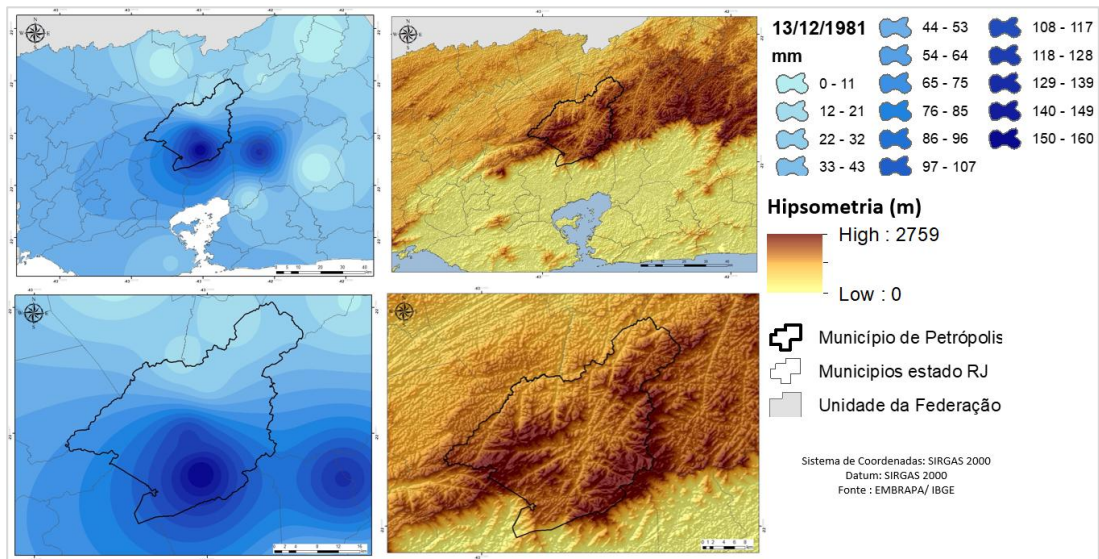 13/12/1981
mm
0 - 11
12 - 21
22 - 32
33 - 43
44 - 53
54 - 64
65 - 75
76 - 85
86 - 96
97 - 107
108 - 117
118 - 128
129 - 139
140 - 149
150 - 160
Hipsometria (m)
High : 2759
Low : 0
Município de Petrópolis
Municipios estado RJ
Unidade da Federação
Sistema de Coordenadas: SIRGAS 2000
Datum: SIRGAS 2000
Fonte : EMBRAPA/ IBGE